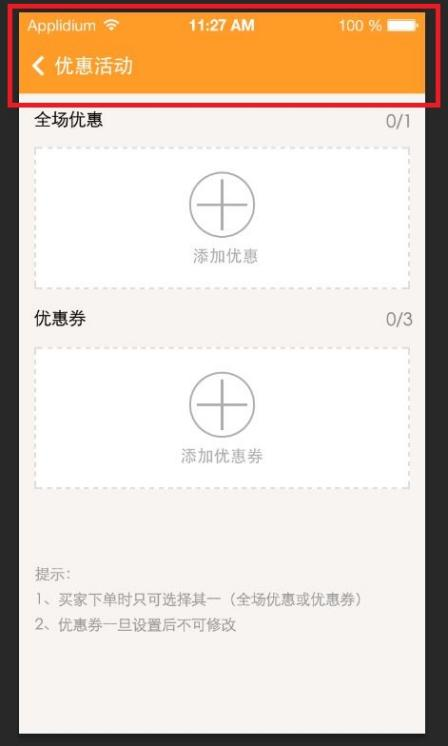 Applidium 11:27 AM 100 %
优惠活动
全场优惠 0/1
添加优惠
优惠券 0/3
添加优惠券
提示：
1、买家下单时只可选择其一（全场优惠或优惠券）
2、优惠券一旦设置后不可修改